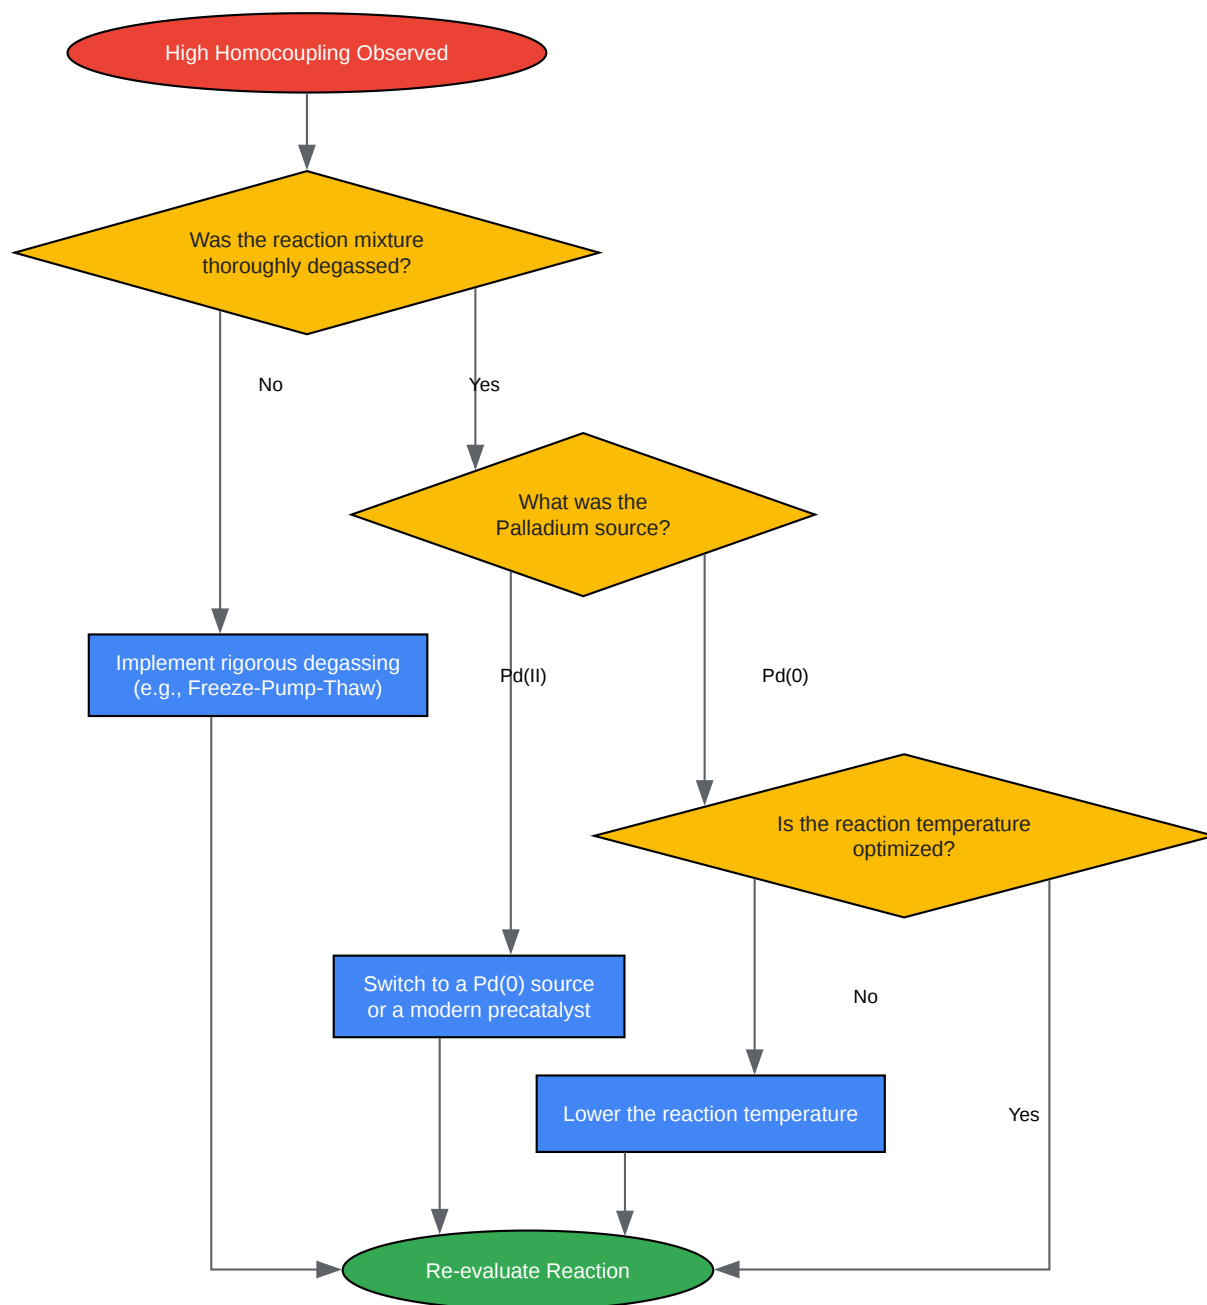 High Homocoupling Observed
Was the reaction mixture
thoroughly degassed?
No
Yes
What was the
Palladium source?
Implement rigorous degassing
(e.g., Freeze-Pump-Thaw)
Pd(II)
Pd(0)
Is the reaction temperature
optimized?
Switch to a Pd(0) source
or a modern precatalyst
No
Lower the reaction temperature
Yes
Re-evaluate Reaction